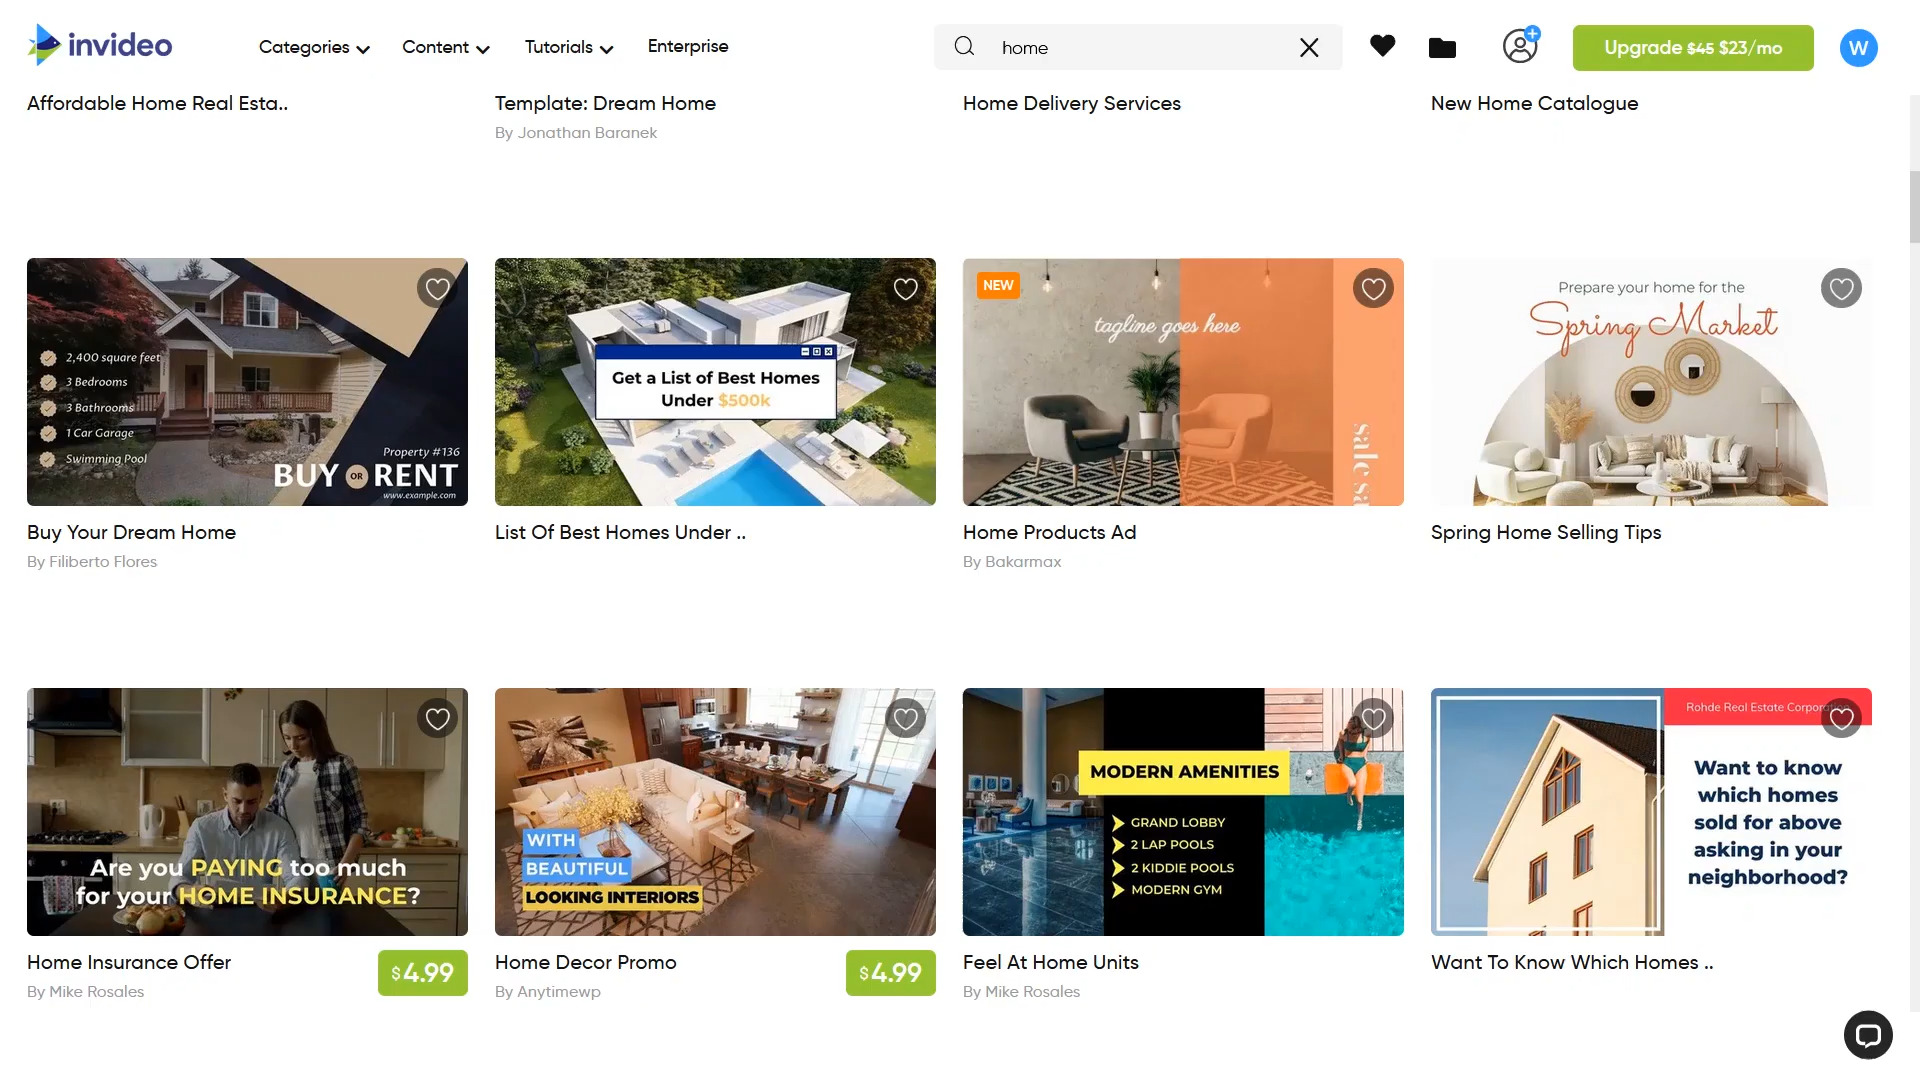 invideo
Categories
Content
Tutorials
Enterprise
home
Upgrade $45 $23/mo
W
Affordable Home Real Esta..
Template: Dream Home
By Jonathan Baranek
Home Delivery Services
New Home Catalogue
2,400 square feet
3 Bedrooms
3 Bathrooms
1 Car Garage
Swimming Pool
Property #136
BUY OR RENT
www.example.com
Get a List of Best Homes
Under $500k
NEW
tagline goes here
sale sa
Prepare your home for the
Spring Market
Buy Your Dream Home
By Filiberto Flores
List Of Best Homes Under ..
Home Products Ad
By Bakarmax
Spring Home Selling Tips
Are you PAYING too much
for your HOME INSURANCE?
WITH
BEAUTIFUL
LOOKING INTERIORS
MODERN AMENITIES
GRAND LOBBY
2 LAP POOLS
2 KIDDIE POOLS
MODERN GYM
Rohde Real Estate Corporation
Want to know
which homes
sold for above
asking in your
neighborhood?
Home Insurance Offer
By Mike Rosales
$4.99
Home Decor Promo
By Anytimewp
$4.99
Feel At Home Units
By Mike Rosales
Want To Know Which Homes ..